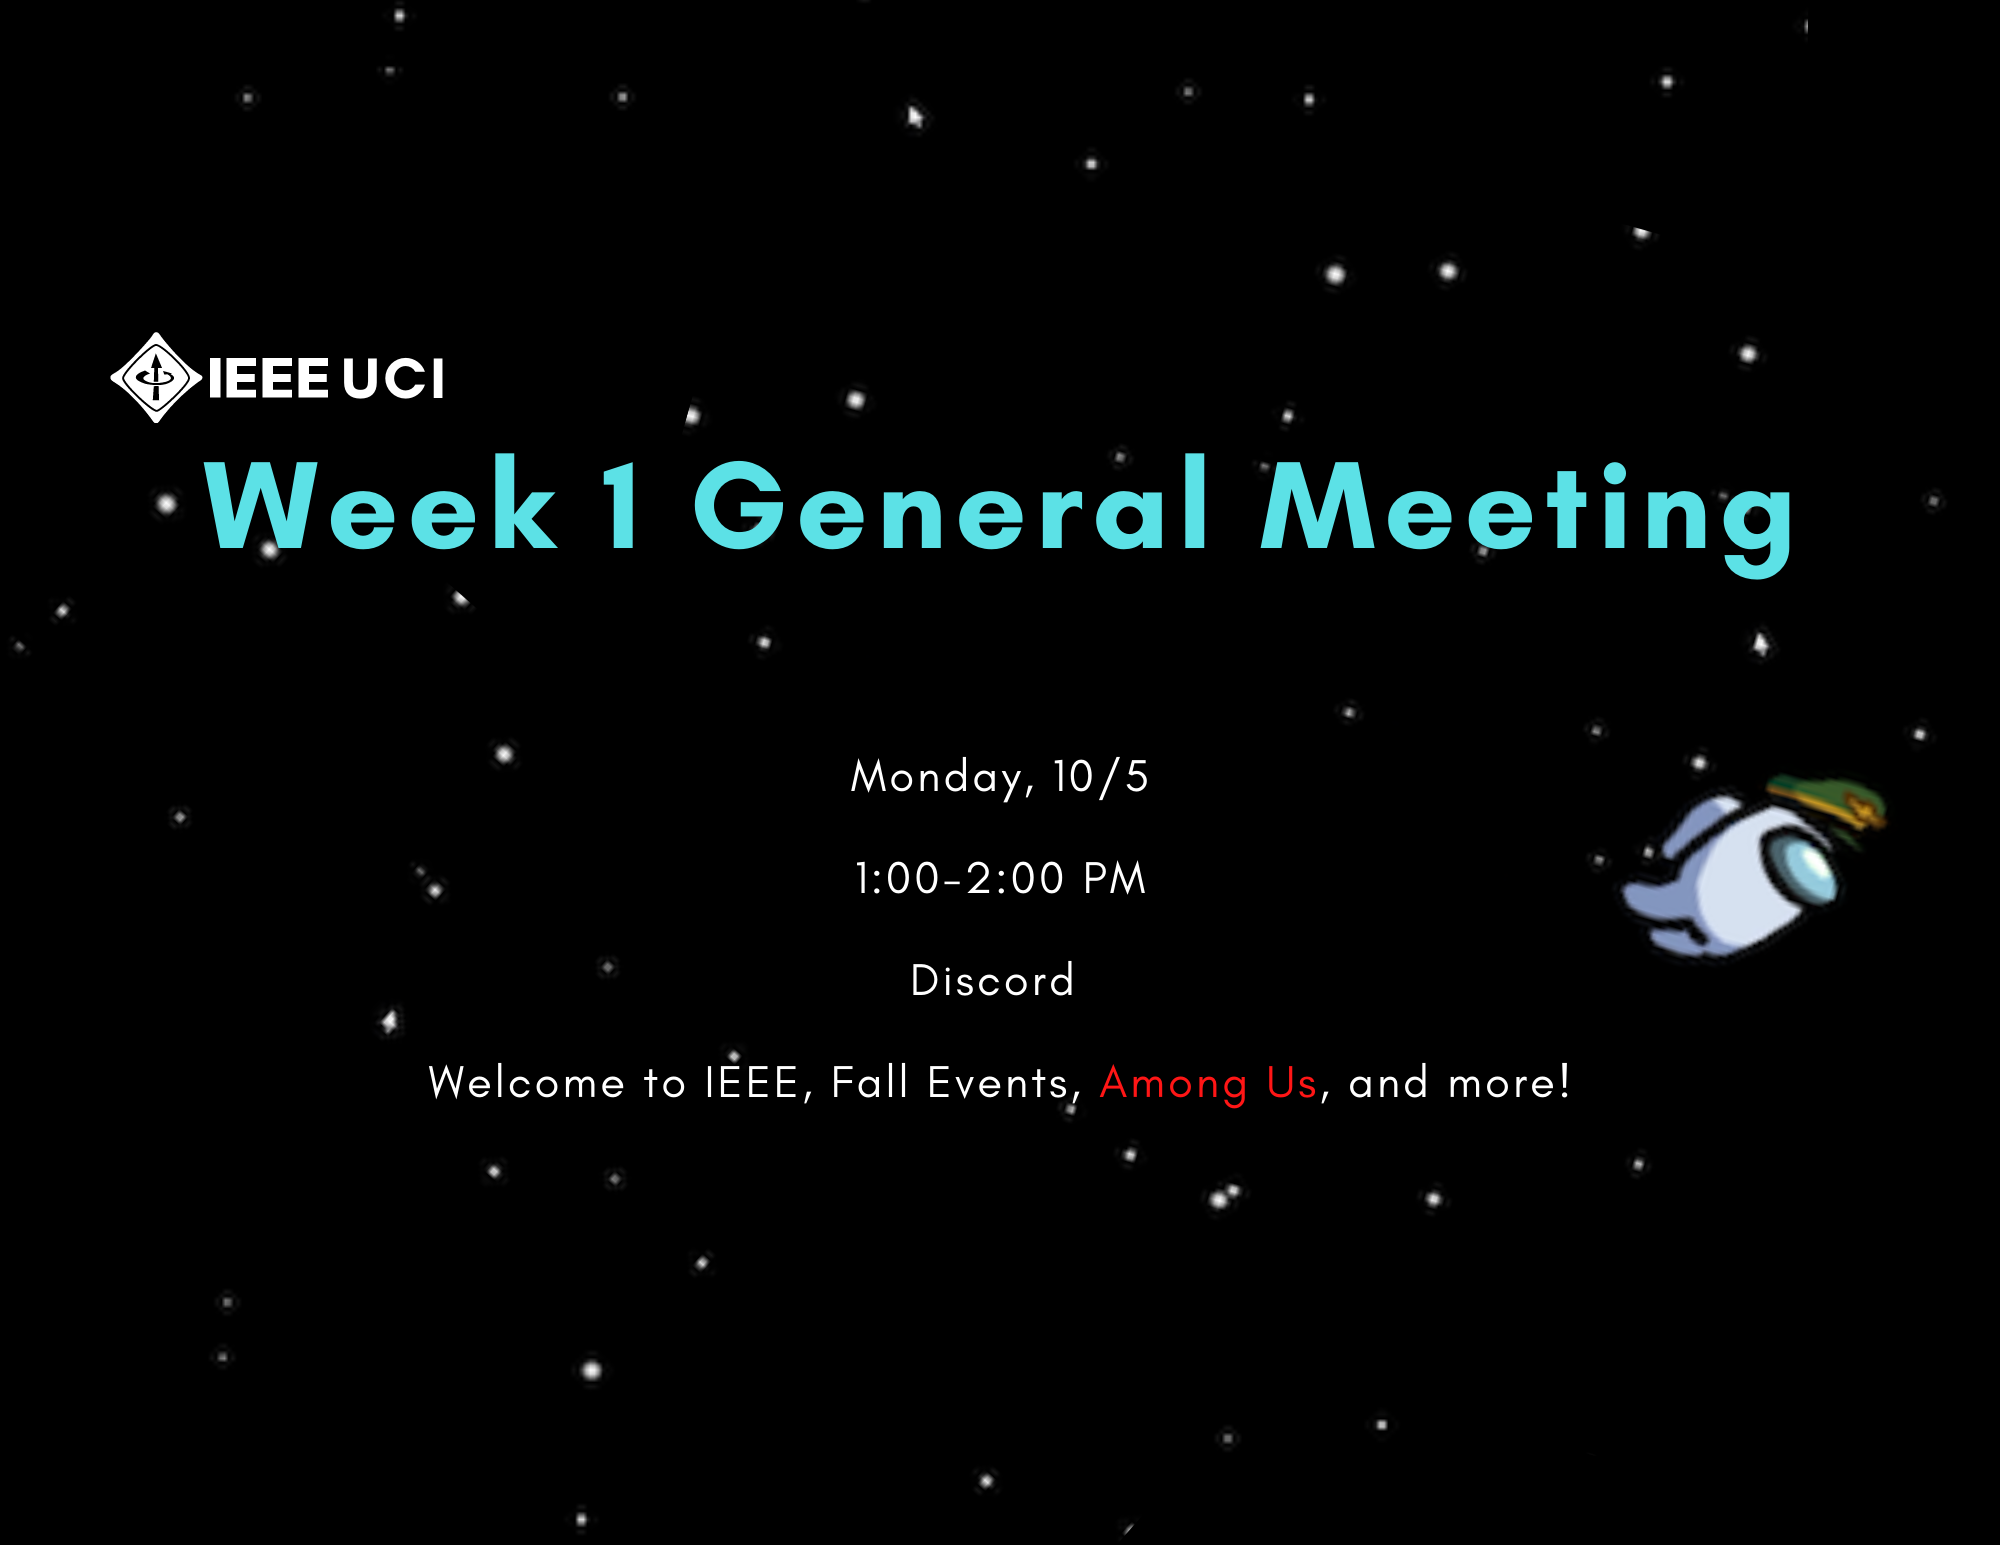 IEEE UCI
Week 1 General Meeting
Monday, 10/5
1:00-2:00 PM
Discord
Welcome to IEEE, Fall Events, Among Us, and more!